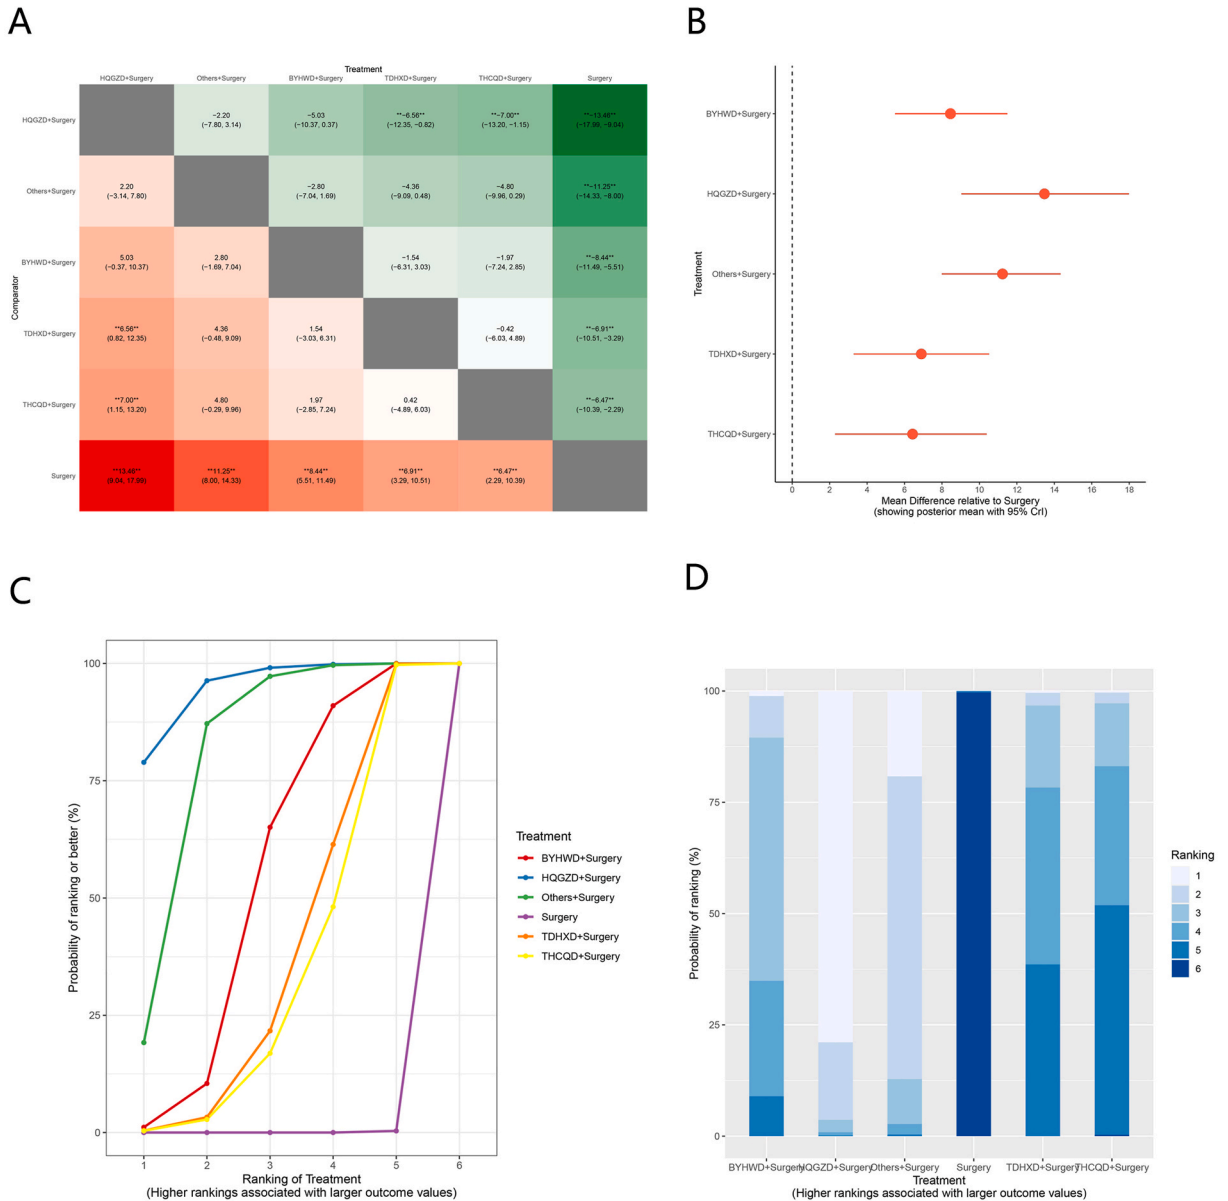 A
Treatment
HQGZD+Surgery Others+Surgery BYHWD+Surgery TDHXD+Surgery THCQD+Surgery Surgery
Comparator
HQGZD+Surgery
−2.20 −5.03 **−6.56** **−7.00** **−13.46**
(−7.80, 3.14) (−10.37, 0.37) (−12.35, −0.82) (−13.20, −1.15) (−17.99, −9.04)
Others+Surgery
2.20 −2.80 −4.36 −4.80 **−11.25**
(−3.14, 7.80) (−7.04, 1.69) (−9.09, 0.48) (−9.96, 0.29) (−14.33, −8.00)
BYHWD+Surgery
5.03 2.80 −1.54 −1.97 **−8.44**
(−0.37, 10.37) (−1.69, 7.04) (−6.31, 3.03) (−7.24, 2.85) (−11.49, −5.51)
TDHXD+Surgery
**6.56** 4.36 1.54 −0.42 **−6.91**
(0.82, 12.35) (−0.48, 9.09) (−3.03, 6.31) (−6.03, 4.89) (−10.51, −3.29)
THCQD+Surgery
**7.00** 4.80 1.97 0.42 **−6.47**
(1.15, 13.20) (−0.29, 9.96) (−2.85, 7.24) (−4.89, 6.03) (−10.39, −2.29)
Surgery
**13.46** **11.25** **8.44** **6.91** **6.47**
(9.04, 17.99) (8.00, 14.33) (5.51, 11.49) (3.29, 10.51) (2.29, 10.39)
B
Treatment
BYHWD+Surgery
HQGZD+Surgery
Others+Surgery
TDHXD+Surgery
THCQD+Surgery
0 2 4 6 8 10 12 14 16 18
Mean Difference relative to Surgery
(showing posterior mean with 95% CrI)
C
Probability of ranking or better (%)
100
75
50
25
0
1 2 3 4 5 6
Ranking of Treatment
(Higher rankings associated with larger outcome values)
Treatment
BYHWD+Surgery
HQGZD+Surgery
Others+Surgery
Surgery
TDHXD+Surgery
THCQD+Surgery
D
Probability of ranking (%)
100
75
50
25
0
BYHWD+Surgery HQGZD+Surgery Others+Surgery Surgery TDHXD+Surgery THCQD+Surgery
Treatment
(Higher rankings associated with larger outcome values)
Ranking
1
2
3
4
5
6